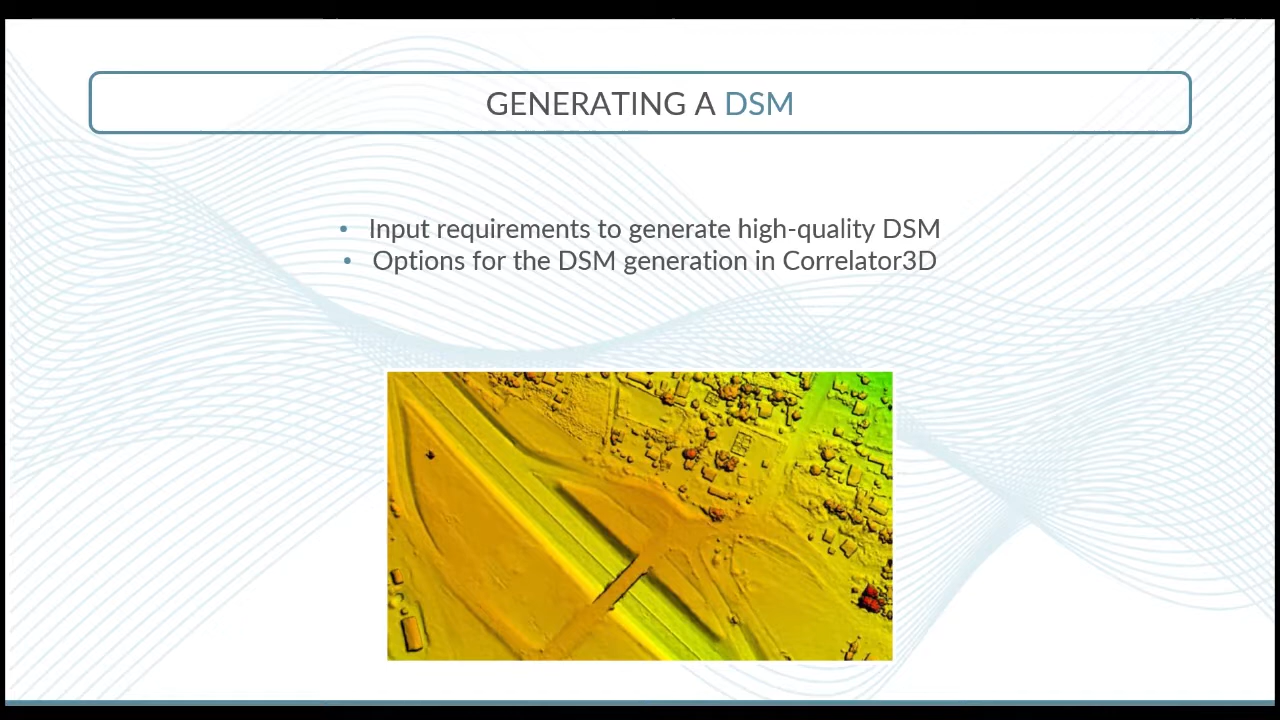 GENERATING A DSM
• Input requirements to generate high-quality DSM
• Options for the DSM generation in Correlator3D